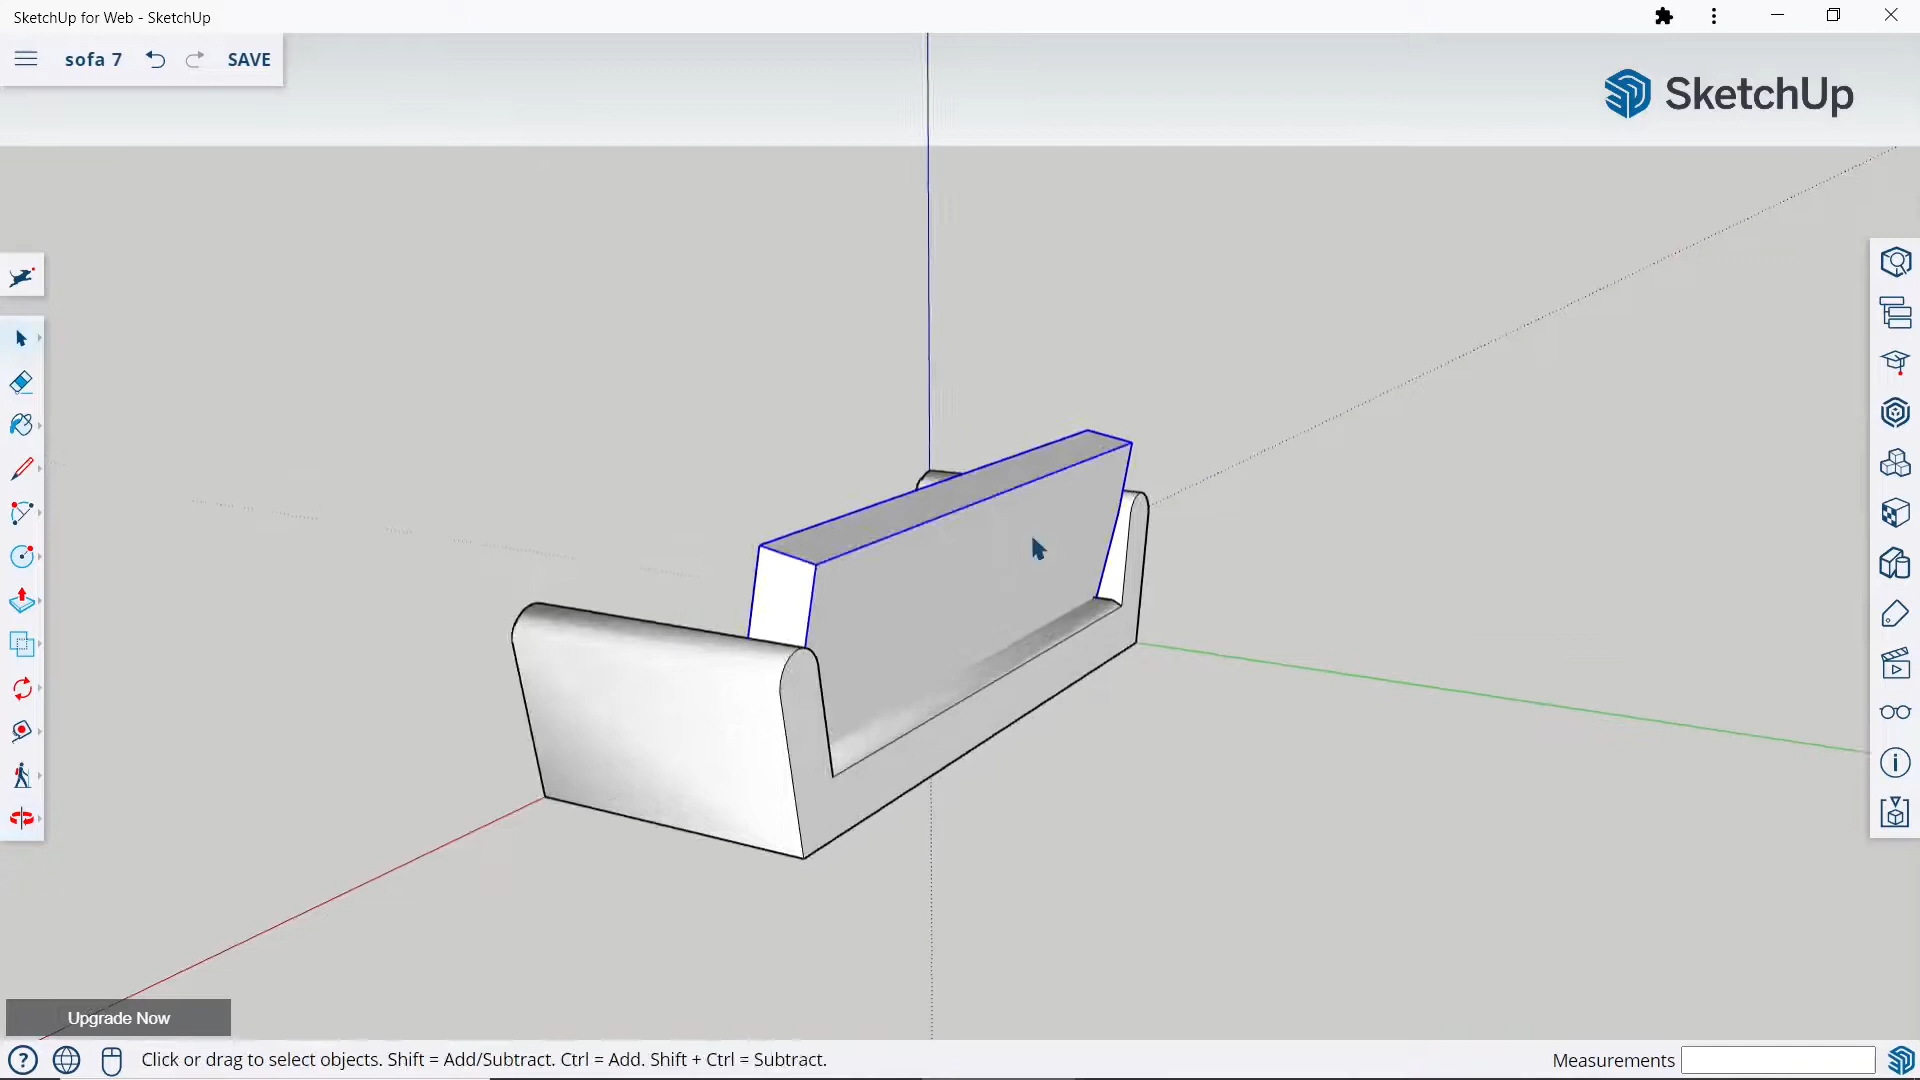 SketchUp for Web - SketchUp
sofa 7 SAVE
SketchUp
Upgrade Now
Click or drag to select objects. Shift = Add/Subtract. Ctrl = Add. Shift + Ctrl = Subtract.
Measurements